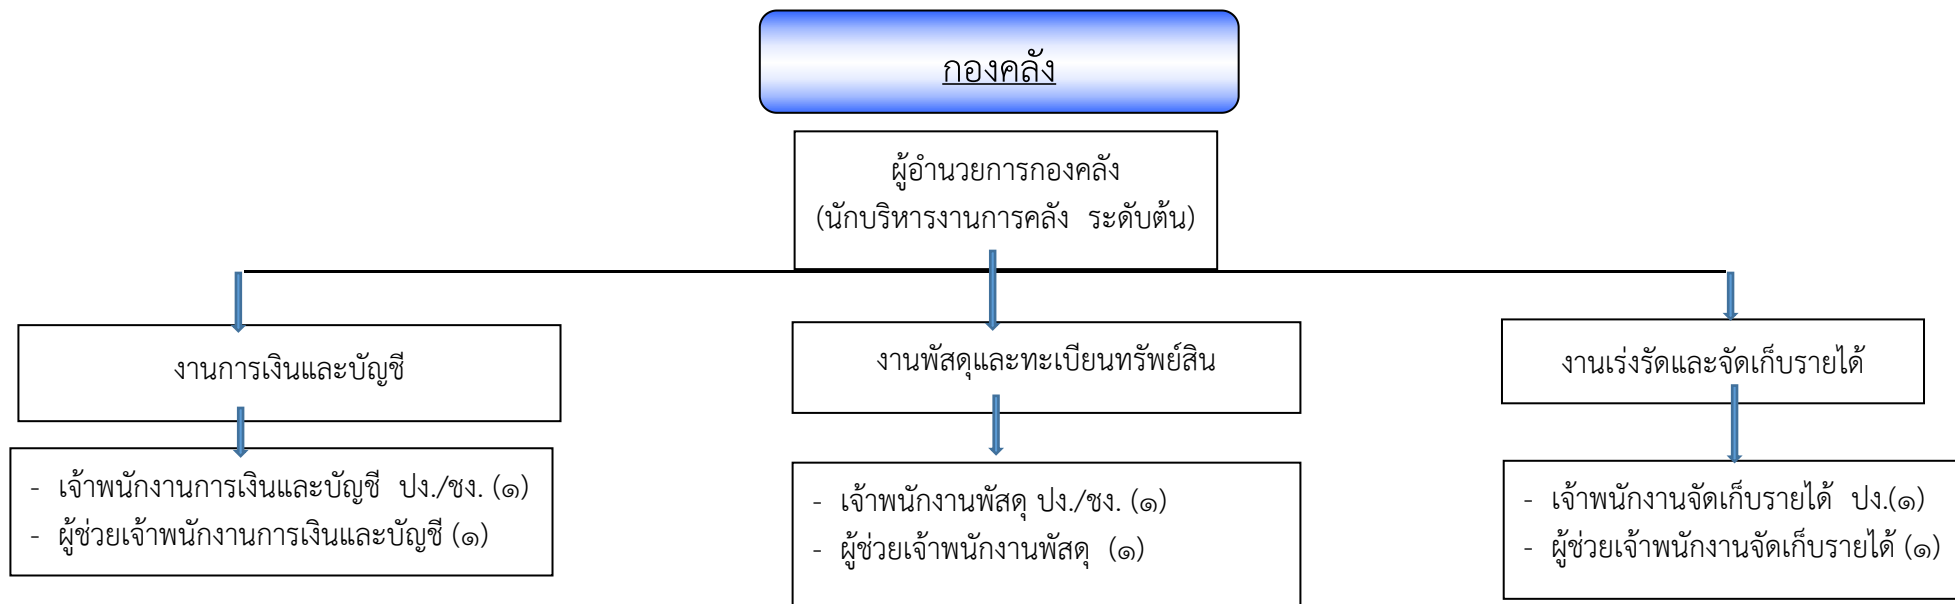 กองคลัง
ผู้อำนวยการกองคลัง
(นักบริหารงานการคลัง ระดับต้น)
งานการเงินและบัญชี
งานพัสดุและทะเบียนทรัพย์สิน
งานเร่งรัดและจัดเก็บรายได้
- เจ้าพนักงานการเงินและบัญชี ปง./ชง. (๑)
- ผู้ช่วยเจ้าพนักงานการเงินและบัญชี (๑)
- เจ้าพนักงานพัสดุ ปง./ชง. (๑)
- ผู้ช่วยเจ้าพนักงานพัสดุ (๑)
- เจ้าพนักงานจัดเก็บรายได้ ปง.(๑)
- ผู้ช่วยเจ้าพนักงานจัดเก็บรายได้ (๑)